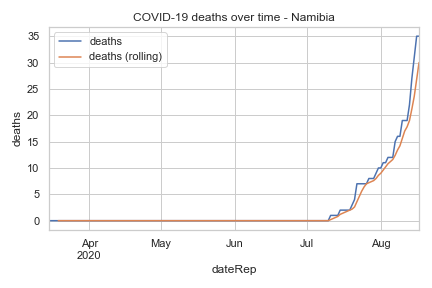 COVID-19 deaths over time - Namibia
deaths
deaths (rolling)
35
30
25
20
15
10
5
0
deaths
Apr
2020
May
Jun
Jul
Aug
dateRep